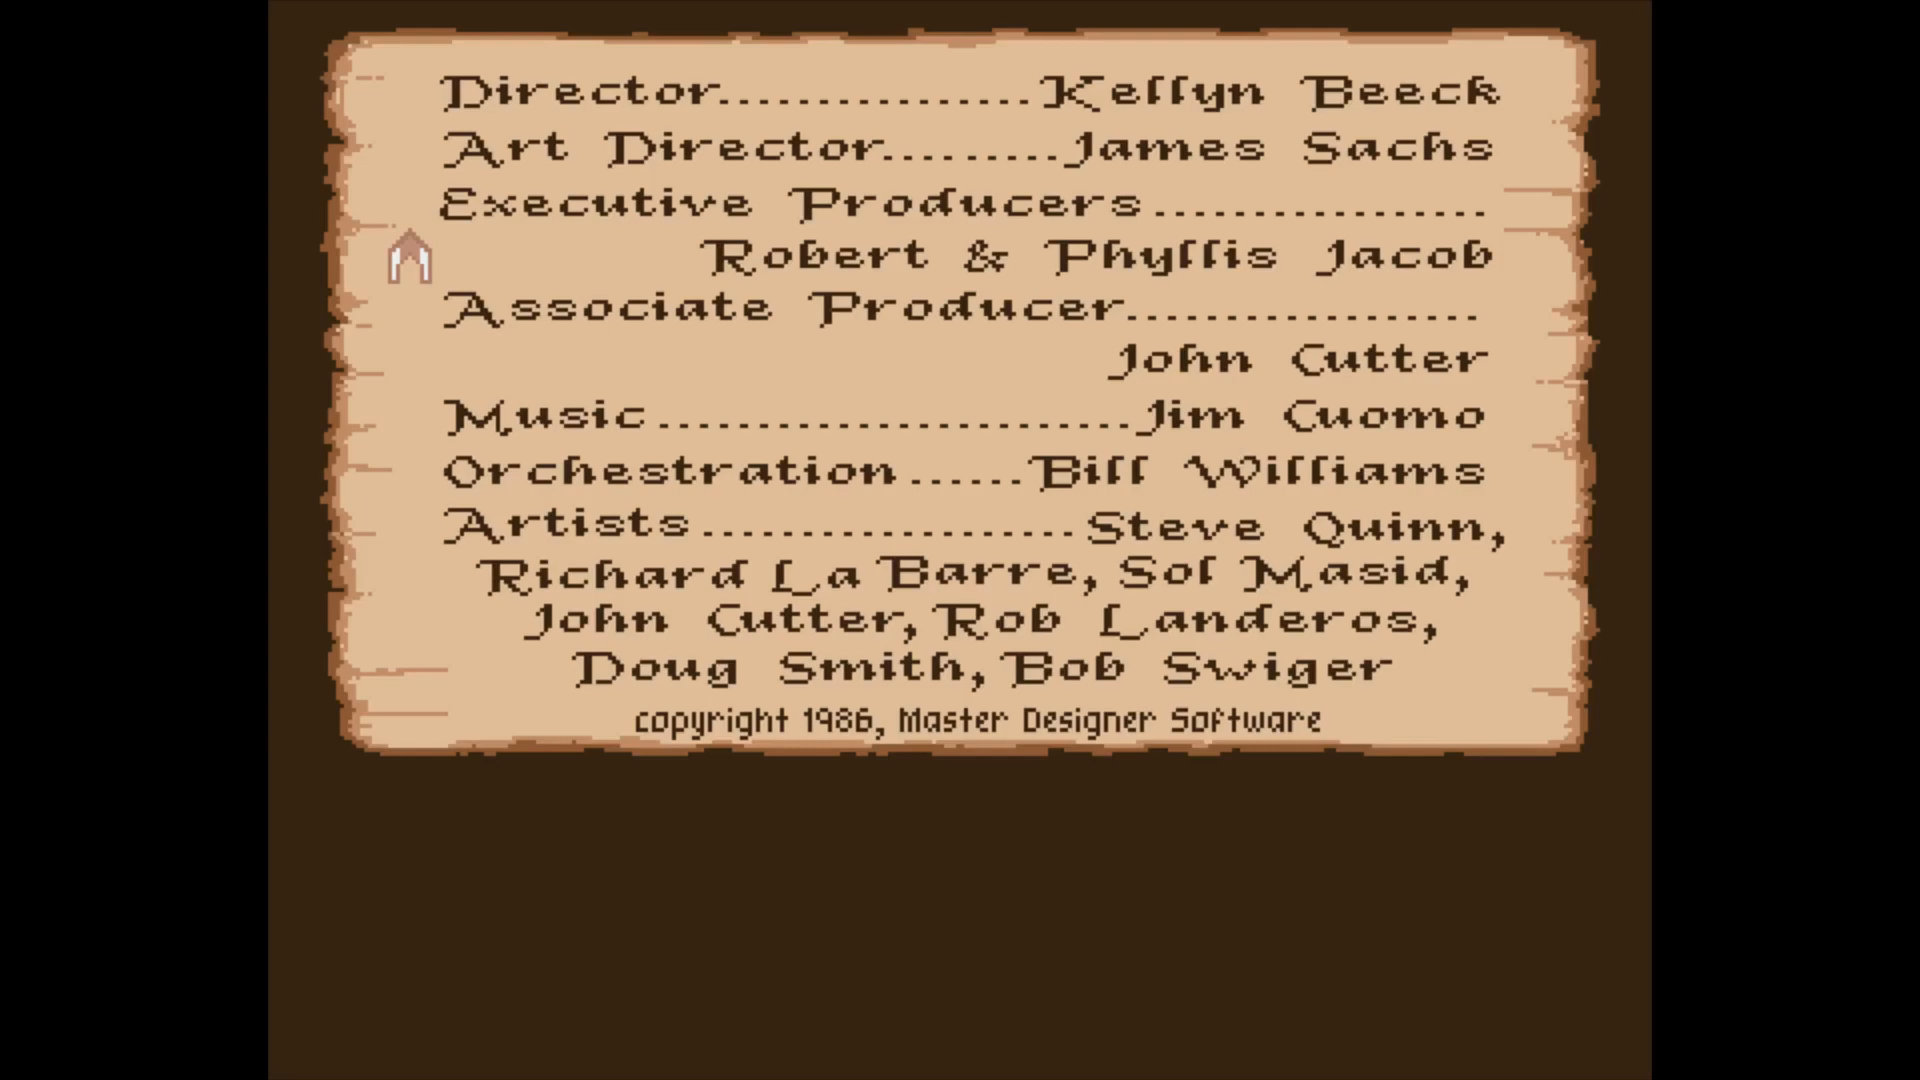 Director................Kellyn Beeck
Art Director.........James Sachs
Executive Producers.................
Robert & Phyllis Jacob
Associate Producer..................
John Cutter
Music........................Jim Cuomo
Orchestration......Bill Williams
Artists...................Steve Quinn,
Richard La Barre, Sol Masid,
John Cutter, Rob Landeros,
Doug Smith, Bob Swiger
copyright 1986, Master Designer Software